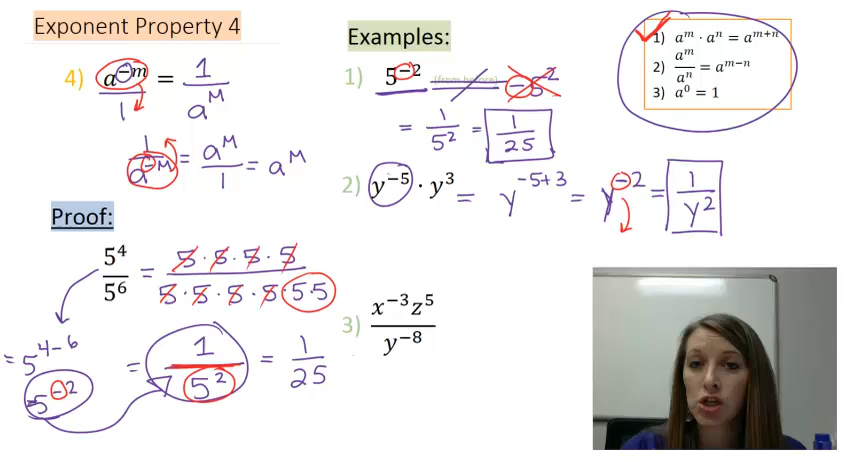 Exponent Property 4
4) a^{-m}/1 = 1/a^M
1/a^{-M} = a^M/1 = a^M
Proof:
5^4/5^6 = 5·5·5·5/5·5·5·5·5·5
= 5^{4-6}
= 5^{-2} = 1/5^2 = 1/25
Examples:
1) 5^{-2} -5^2
= 1/5^2 = 1/25
2) y^{-5} · y^3 = y^{-5+3} = y^{-2} = 1/y^2
3) x^{-3}z^5/y^{-8}
1) a^m · a^n = a^{m+n}
2) a^m/a^n = a^{m-n}
3) a^0 = 1